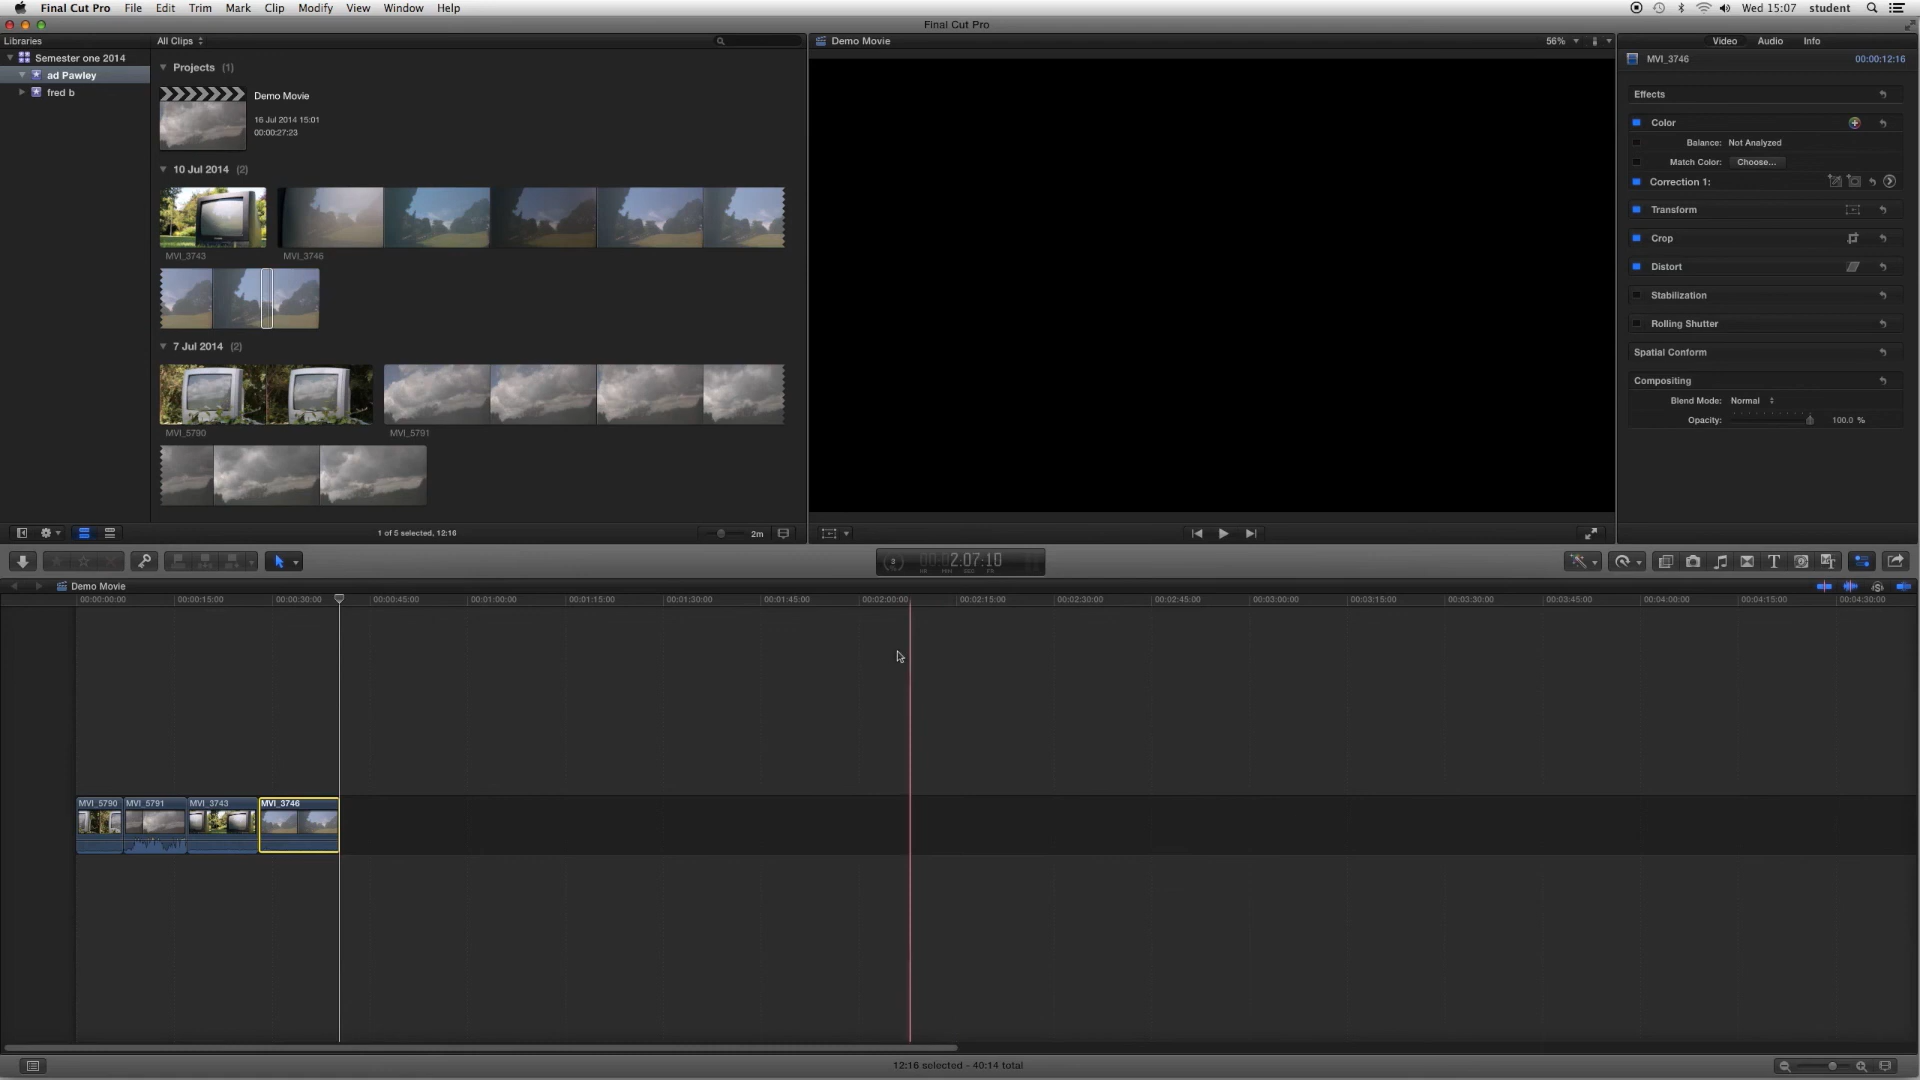 Final Cut Pro File Edit Trim Mark Clip Modify View Window Help Wed 15:07 student
Final Cut Pro
Libraries
Semester one 2014
ad Pawley
fred b
All Clips
Projects (1)
Demo Movie
16 Jul 2014 15:01
00:00:27:23
10 Jul 2014 (2)
MVI_3743 MVI_3746
7 Jul 2014 (2)
MVI_5790 MVI_5791
1 of 5 selected, 12:16 2m
Demo Movie 56%
Video Audio Info
MVI_3746 00:00:12:16
Effects
Color
Balance: Not Analyzed
Match Color: Choose...
Correction 1:
Transform
Crop
Distort
Stabilization
Rolling Shutter
Spatial Conform
Compositing
Blend Mode: Normal
Opacity: 100.0 %
3 00:02:07:10
HR MIN SEC FR
Demo Movie
00:00:00:00 00:00:15:00 00:00:30:00 00:00:45:00 00:01:00:00 00:01:15:00 00:01:30:00 00:01:45:00 00:02:00:00 00:02:15:00 00:02:30:00 00:02:45:00 00:03:00:00 00:03:15:00 00:03:30:00 00:03:45:00 00:04:00:00 00:04:15:00 00:04:30:00
MVI_5790 MVI_5791 MVI_3743 MVI_3746
12:16 selected - 40:14 total